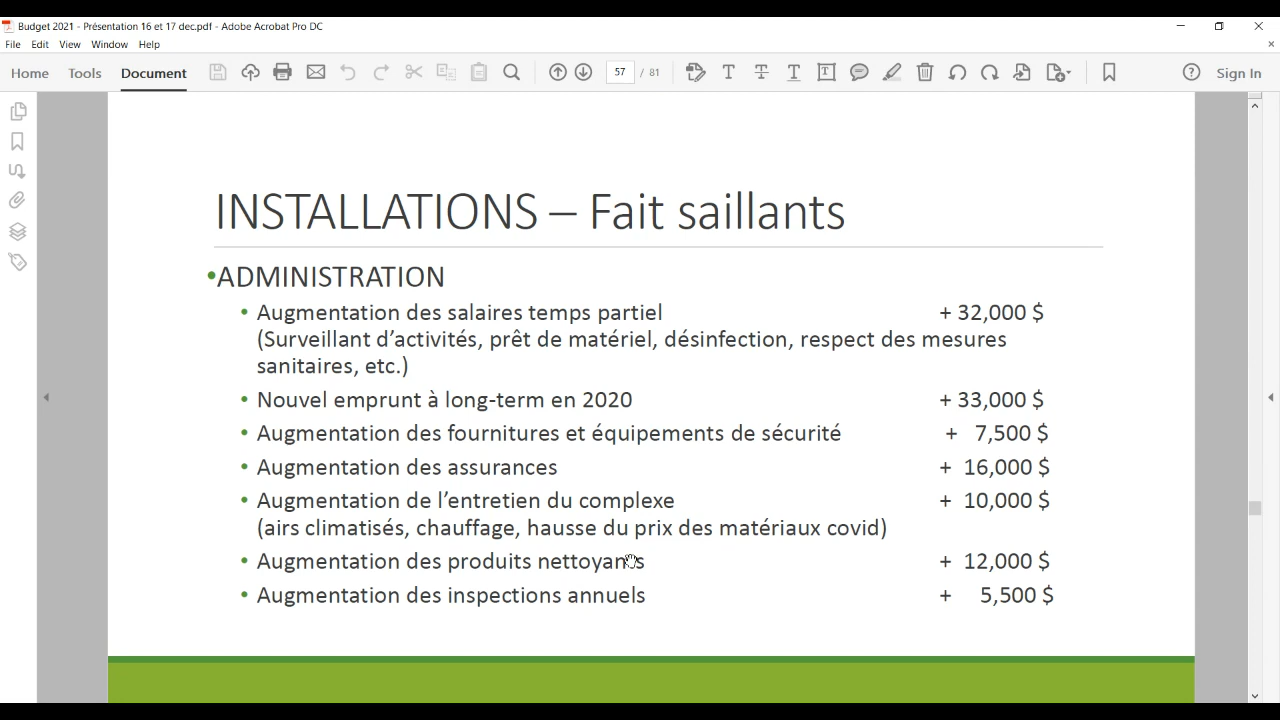 Budget 2021 - Présentation 16 et 17 dec.pdf - Adobe Acrobat Pro DC
File Edit View Window Help
Home Tools Document 57 / 81 Sign In
INSTALLATIONS – Fait saillants
•ADMINISTRATION
• Augmentation des salaires temps partiel + 32,000 $
(Surveillant d’activités, prêt de matériel, désinfection, respect des mesures
sanitaires, etc.)
• Nouvel emprunt à long-term en 2020 + 33,000 $
• Augmentation des fournitures et équipements de sécurité + 7,500 $
• Augmentation des assurances + 16,000 $
• Augmentation de l’entretien du complexe + 10,000 $
(airs climatisés, chauffage, hausse du prix des matériaux covid)
• Augmentation des produits nettoyants + 12,000 $
• Augmentation des inspections annuels + 5,500 $